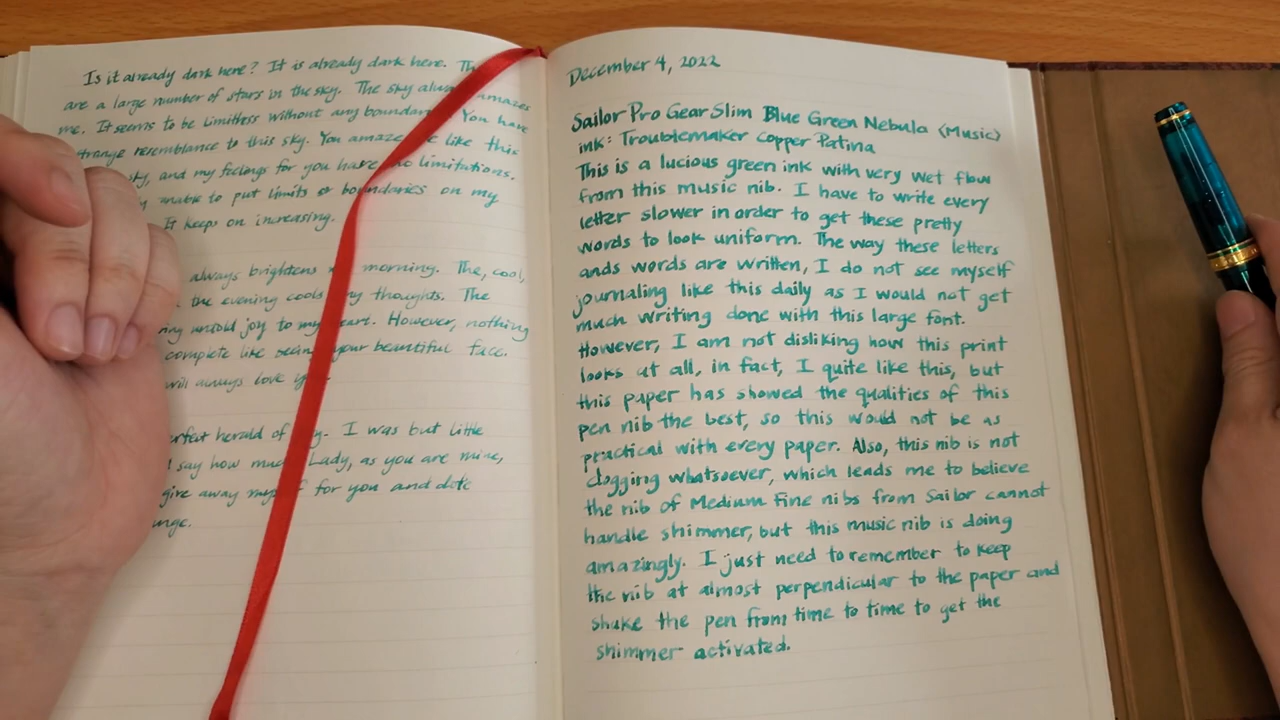 Is it already dark here? It is already dark here. Th
are a large number of stars in the sky. The sky always amazes
me. It seems to be limitless without any boundar You have
strange resemblance to this sky. You amaze me like this
sky, and my feelings for you have no limitations.
unable to put limits or boundaries on my
It keeps on increasing.
always brightens my morning. The, cool,
the evening cools my thoughts. The
untold joy to my heart. However, nothing
complete like seeing your beautiful face.
will always love
perfect herald of I was but little
I say how much Lady, as you are mine,
give away myself for you and dote
December 4, 2022
Sailor Pro Gear Slim Blue Green Nebula (Music)
ink: Troublemaker Copper Patina
This is a lucious green ink with very wet flow
from this music nib. I have to write every
letter slower in order to get these pretty
words to look uniform. The way these letters
ands words are written, I do not see myself
journaling like this daily as I would not get
much writing done with this large font.
However, I am not disliking how this print
looks at all, in fact, I quite like this, but
this paper has showed the qualities of this
pen nib the best, so this would not be as
practical with every paper. Also, this nib is not
clogging whatsoever, which leads me to believe
the nib of Medium Fine nibs from Sailor cannot
handle shimmer, but this music nib is doing
amazingly. I just need to remember to keep
the nib at almost perpendicular to the paper and
shake the pen from time to time to get the
shimmer activated.